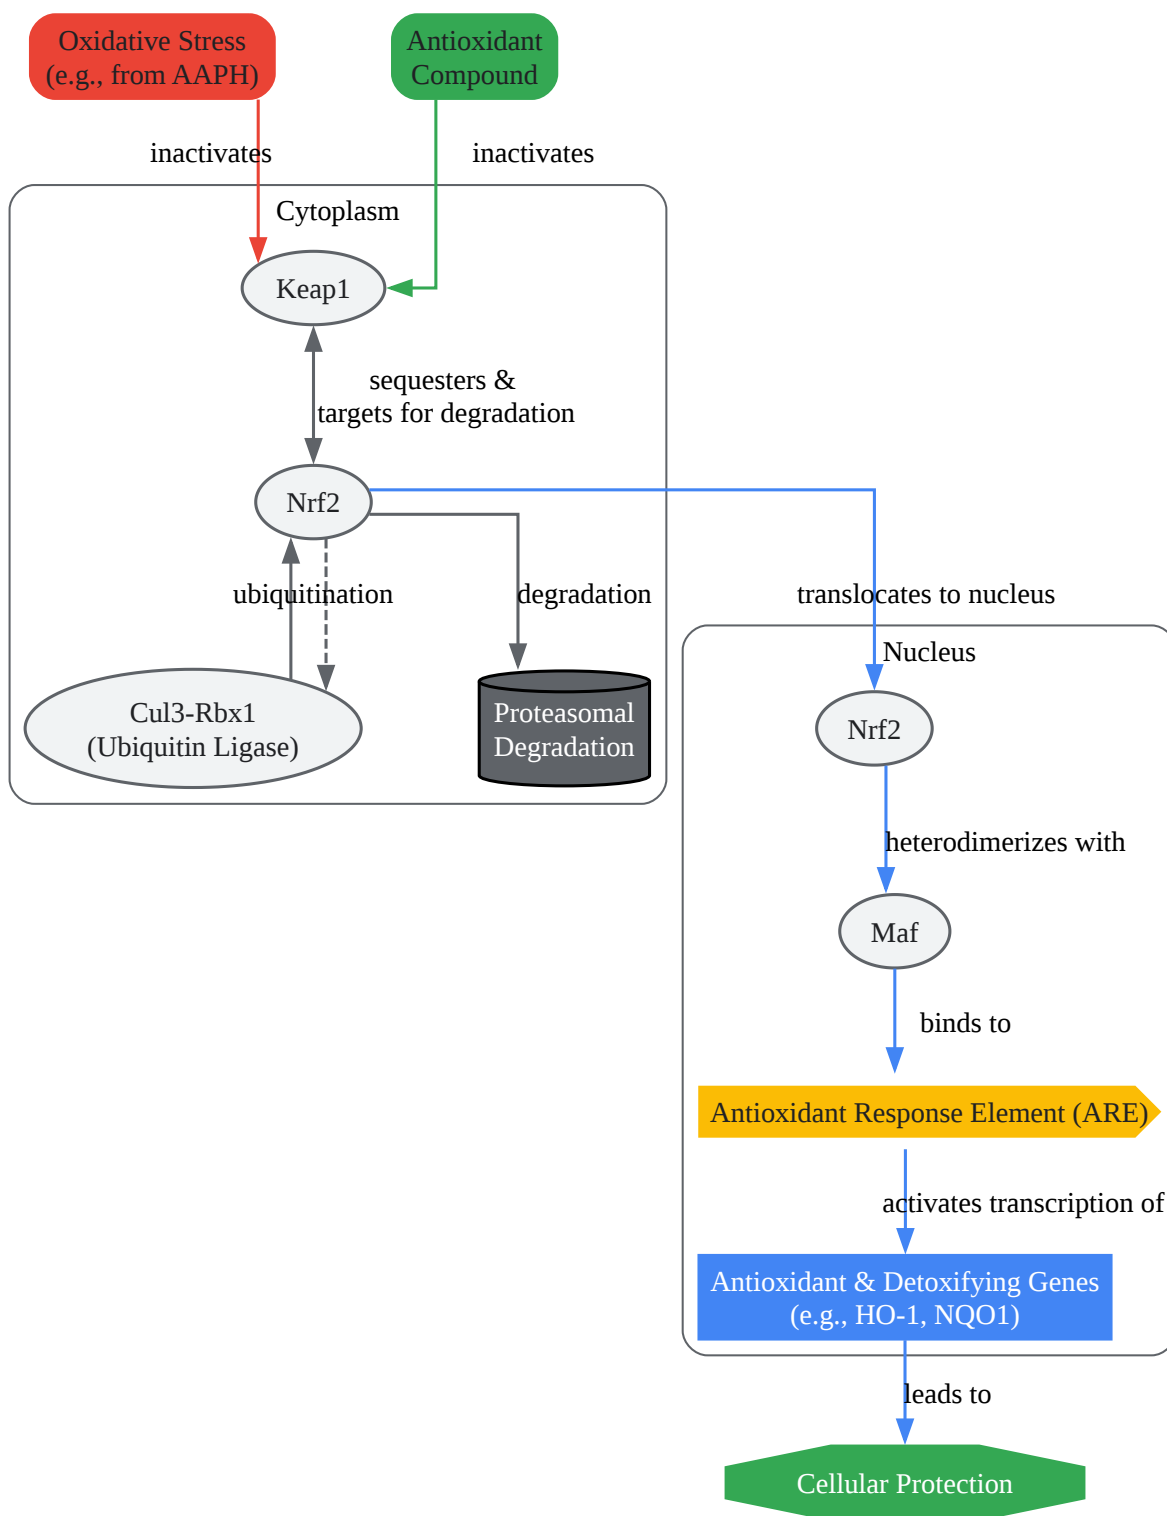 Oxidative Stress
(e.g., from AAPH)
Antioxidant
Compound
inactivates
inactivates
Cytoplasm
Keap1
sequesters &
targets for degradation
Nrf2
ubiquitination
degradation
translocates to nucleus
Cul3-Rbx1
(Ubiquitin Ligase)
Proteasomal
Degradation
Nucleus
Nrf2
heterodimerizes with
Maf
binds to
Antioxidant Response Element (ARE)
activates transcription of
Antioxidant & Detoxifying Genes
(e.g., HO-1, NQO1)
leads to
Cellular Protection